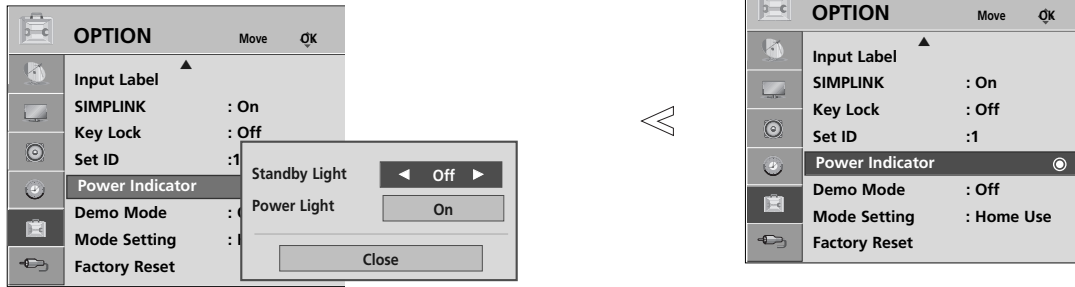 OPTION Move OK
Input Label
SIMPLINK : On
Key Lock : Off
Set ID :1
Power Indicator
Demo Mode :
Mode Setting :
Factory Reset
Standby Light ◀ Off ▶
Power Light On
Close
OPTION Move OK
Input Label
SIMPLINK : On
Key Lock : Off
Set ID :1
Power Indicator
Demo Mode : Off
Mode Setting : Home Use
Factory Reset